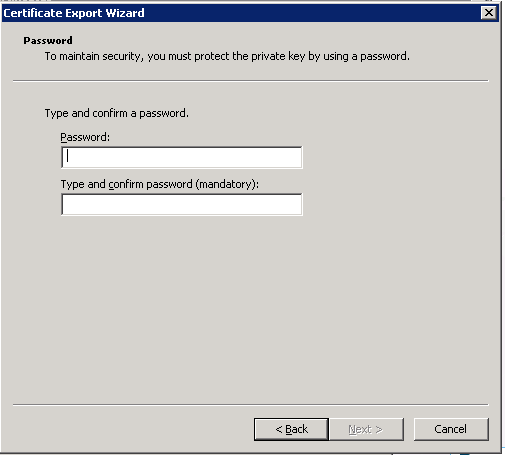 Certificate Export Wizard
Password
To maintain security, you must protect the private key by using a password.
Type and confirm a password.
Password:
Type and confirm password (mandatory):
< Back Next > Cancel